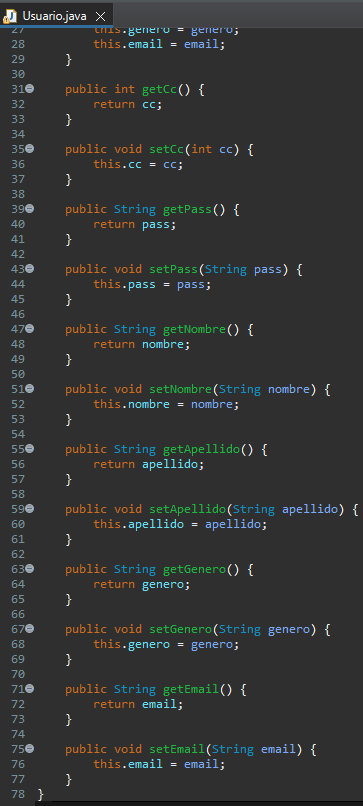 Usuario.java
27 this.genero = genero;
28 this.email = email;
29 }
30
31 public int getCc() {
32 return cc;
33 }
34
35 public void setCc(int cc) {
36 this.cc = cc;
37 }
38
39 public String getPass() {
40 return pass;
41 }
42
43 public void setPass(String pass) {
44 this.pass = pass;
45 }
46
47 public String getNombre() {
48 return nombre;
49 }
50
51 public void setNombre(String nombre) {
52 this.nombre = nombre;
53 }
54
55 public String getApellido() {
56 return apellido;
57 }
58
59 public void setApellido(String apellido) {
60 this.apellido = apellido;
61 }
62
63 public String getGenero() {
64 return genero;
65 }
66
67 public void setGenero(String genero) {
68 this.genero = genero;
69 }
70
71 public String getEmail() {
72 return email;
73 }
74
75 public void setEmail(String email) {
76 this.email = email;
77 }
78 }